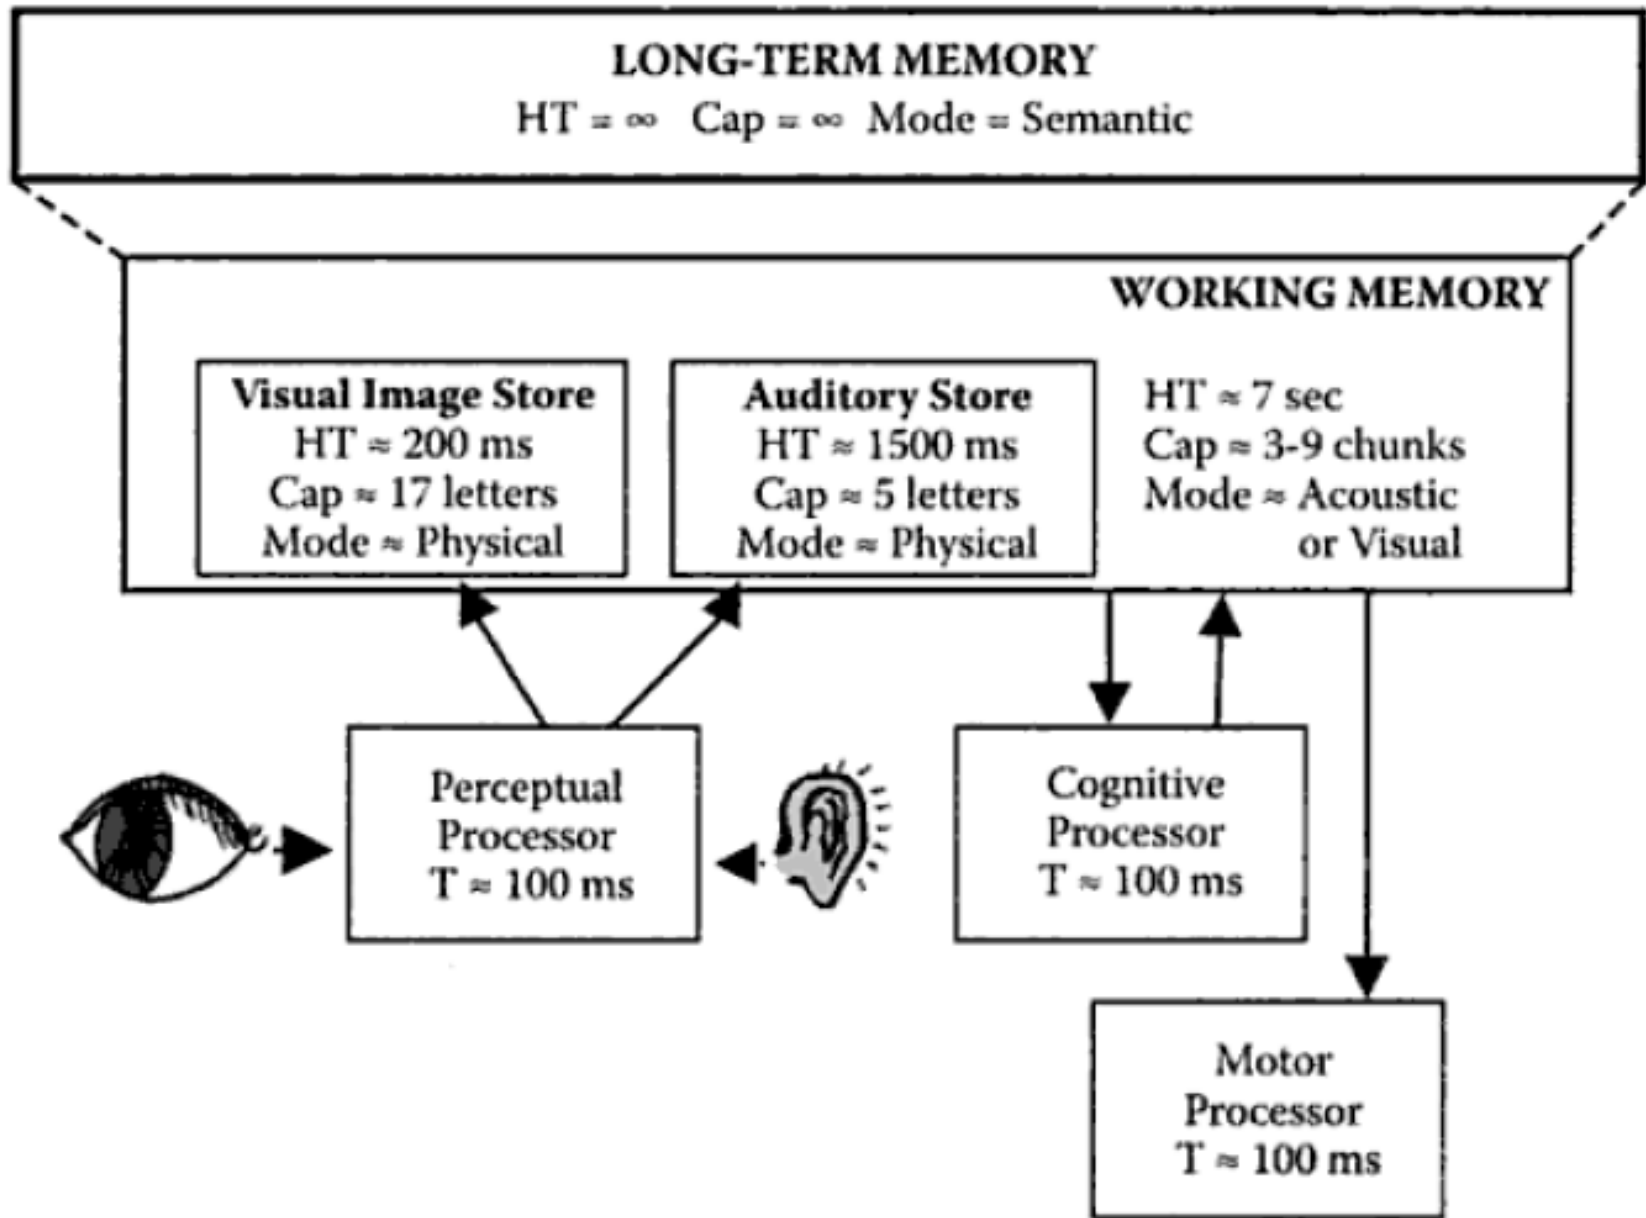 LONG-TERM MEMORY
HT = ∞ Cap = ∞ Mode = Semantic
WORKING MEMORY
Visual Image Store
HT ≈ 200 ms
Cap ≈ 17 letters
Mode ≈ Physical
Auditory Store
HT ≈ 1500 ms
Cap ≈ 5 letters
Mode ≈ Physical
HT ≈ 7 sec
Cap ≈ 3-9 chunks
Mode ≈ Acoustic
or Visual
Perceptual
Processor
T ≈ 100 ms
Cognitive
Processor
T ≈ 100 ms
Motor
Processor
T ≈ 100 ms